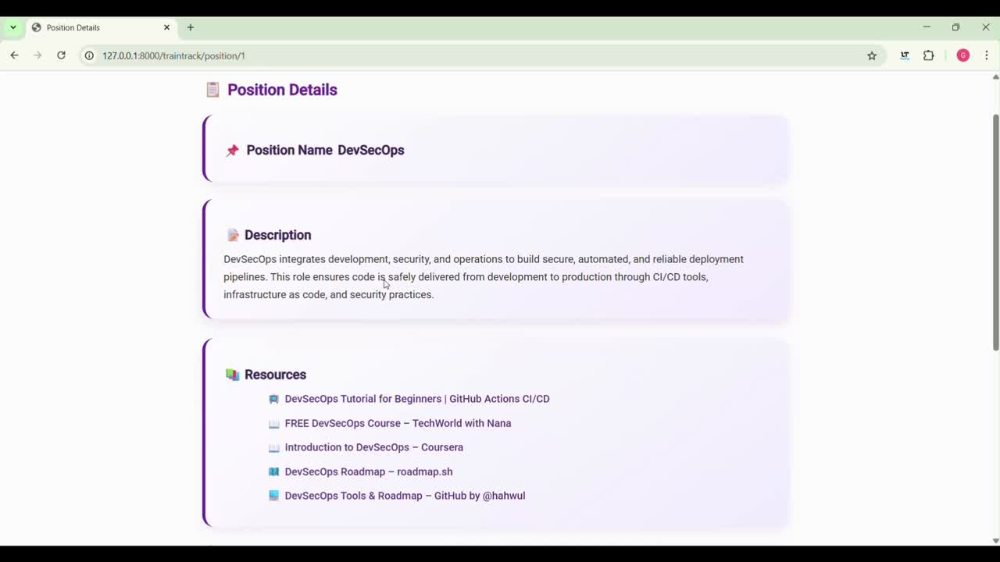 Position Details
127.0.0.1:8000/traintrack/position/1
LT
G
Position Details
Position Name DevSecOps
Description
DevSecOps integrates development, security, and operations to build secure, automated, and reliable deployment
pipelines. This role ensures code is safely delivered from development to production through CI/CD tools,
infrastructure as code, and security practices.
Resources
DevSecOps Tutorial for Beginners | GitHub Actions CI/CD
FREE DevSecOps Course – TechWorld with Nana
Introduction to DevSecOps – Coursera
DevSecOps Roadmap – roadmap.sh
DevSecOps Tools & Roadmap – GitHub by @hahwul